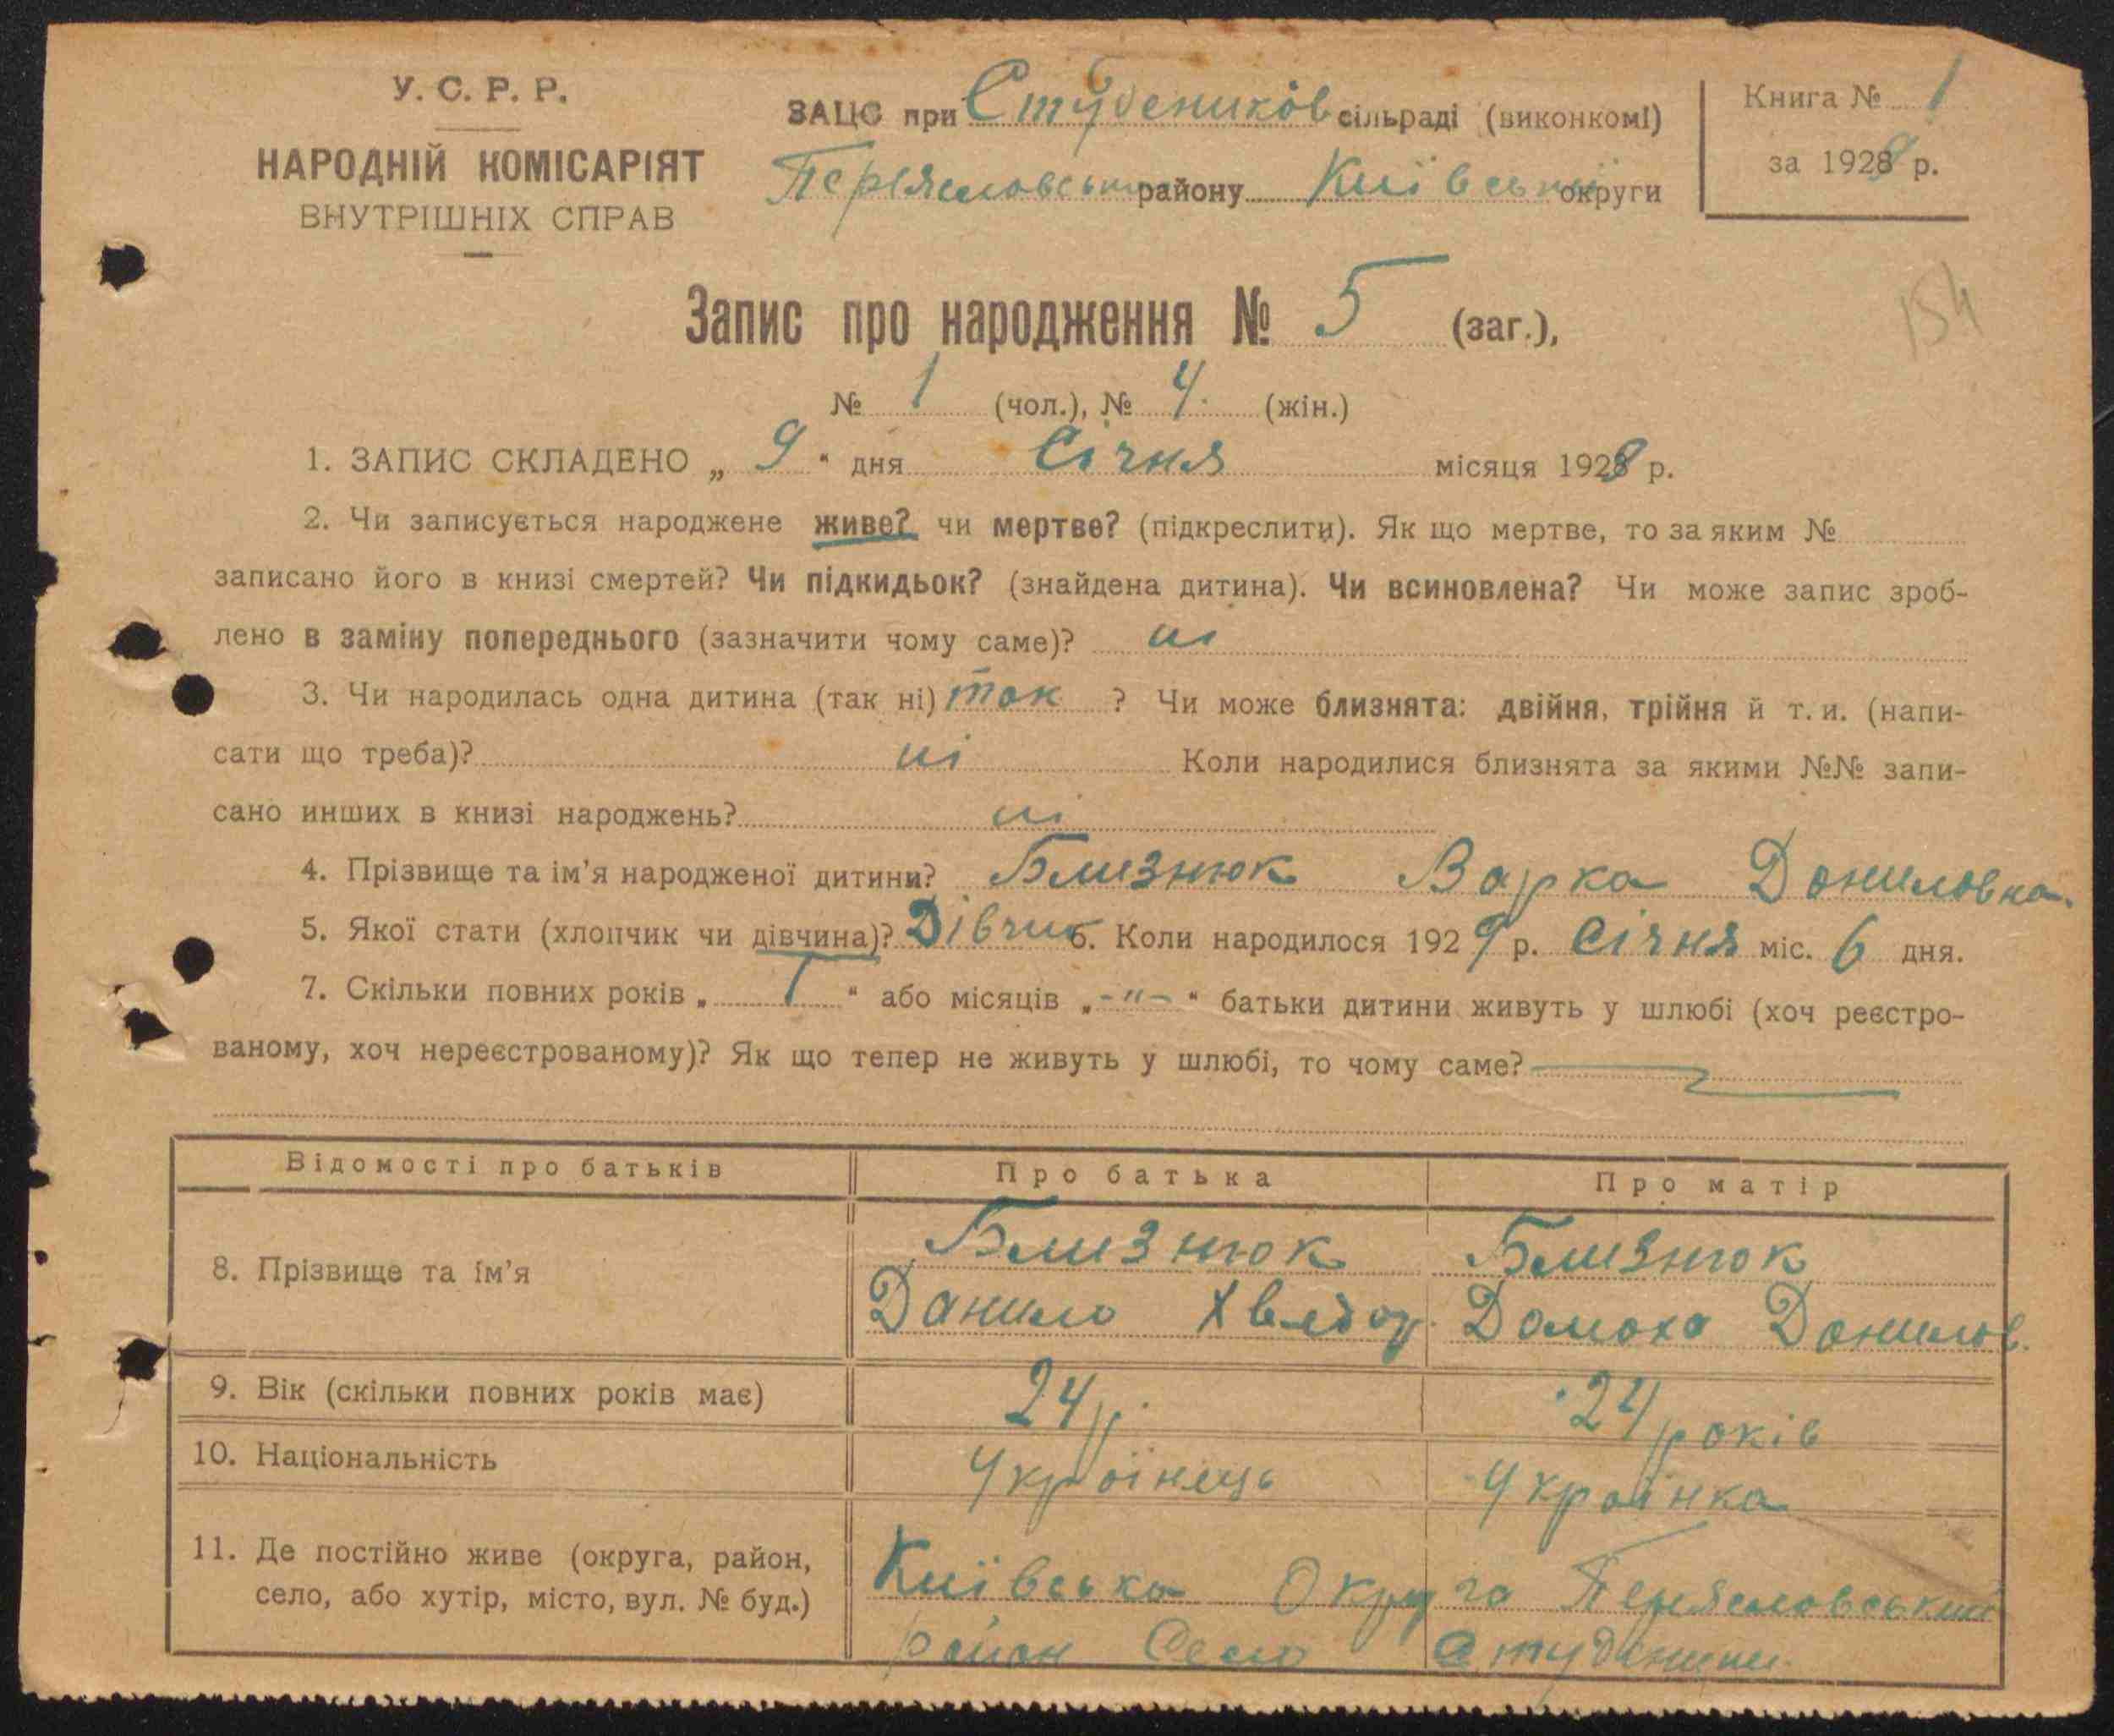 У. С. Р. Р.
НАРОДНІЙ КОМІСАРІЯТ
ВНУТРІШНІХ СПРАВ
ЗАЦС при Студеников сільраді (виконкомі)
Переясловськ району Київської округи
Книга № 1
за 1929 р.
154
Запис про народження № 5 (заг.),
№ 1 (чол.), № 4. (жін.)
1. ЗАПИС СКЛАДЕНО „ 9 “ дня Січня місяця 1929 р.
2. Чи записується народжене живе? чи мертве? (підкреслити). Як що мертве, то за яким №
записано його в книзі смертей? Чи підкидьок? (знайдена дитина). Чи всиновлена? Чи може запис зроб-
лено в заміну попереднього (зазначити чому саме)? ні
3. Чи народилась одна дитина (так ні) так ? Чи може близнята: двійня, трійня й т. и. (напи-
сати що треба)? ні Коли народилися близнята за якими №№ запи-
сано инших в книзі народжень? ні
4. Прізвище та ім’я народженої дитини? Близнюк Варка Даниловна.
5. Якої стати (хлопчик чи дівчина)? Дівчин 6. Коли народилося 1929 р. Січня міс. 6 дня.
7. Скільки повних років „ 1 “ або місяців „ -"- “ батьки дитини живуть у шлюбі (хоч реєстро-
ваному, хоч нереєстрованому)? Як що тепер не живуть у шлюбі, то чому саме?
Відомості про батьків Про батька Про матір
8. Прізвище та ім’я Близнюк Близнюк
Данило Хведор. Домаха Данилов.
9. Вік (скільки повних років має) 24 р. 24 років
10. Національність Українець Українка
11. Де постійно живе (округа, район, Київська Округа Переясловський
село, або хутір, місто, вул. № буд.) район Село Студеники.